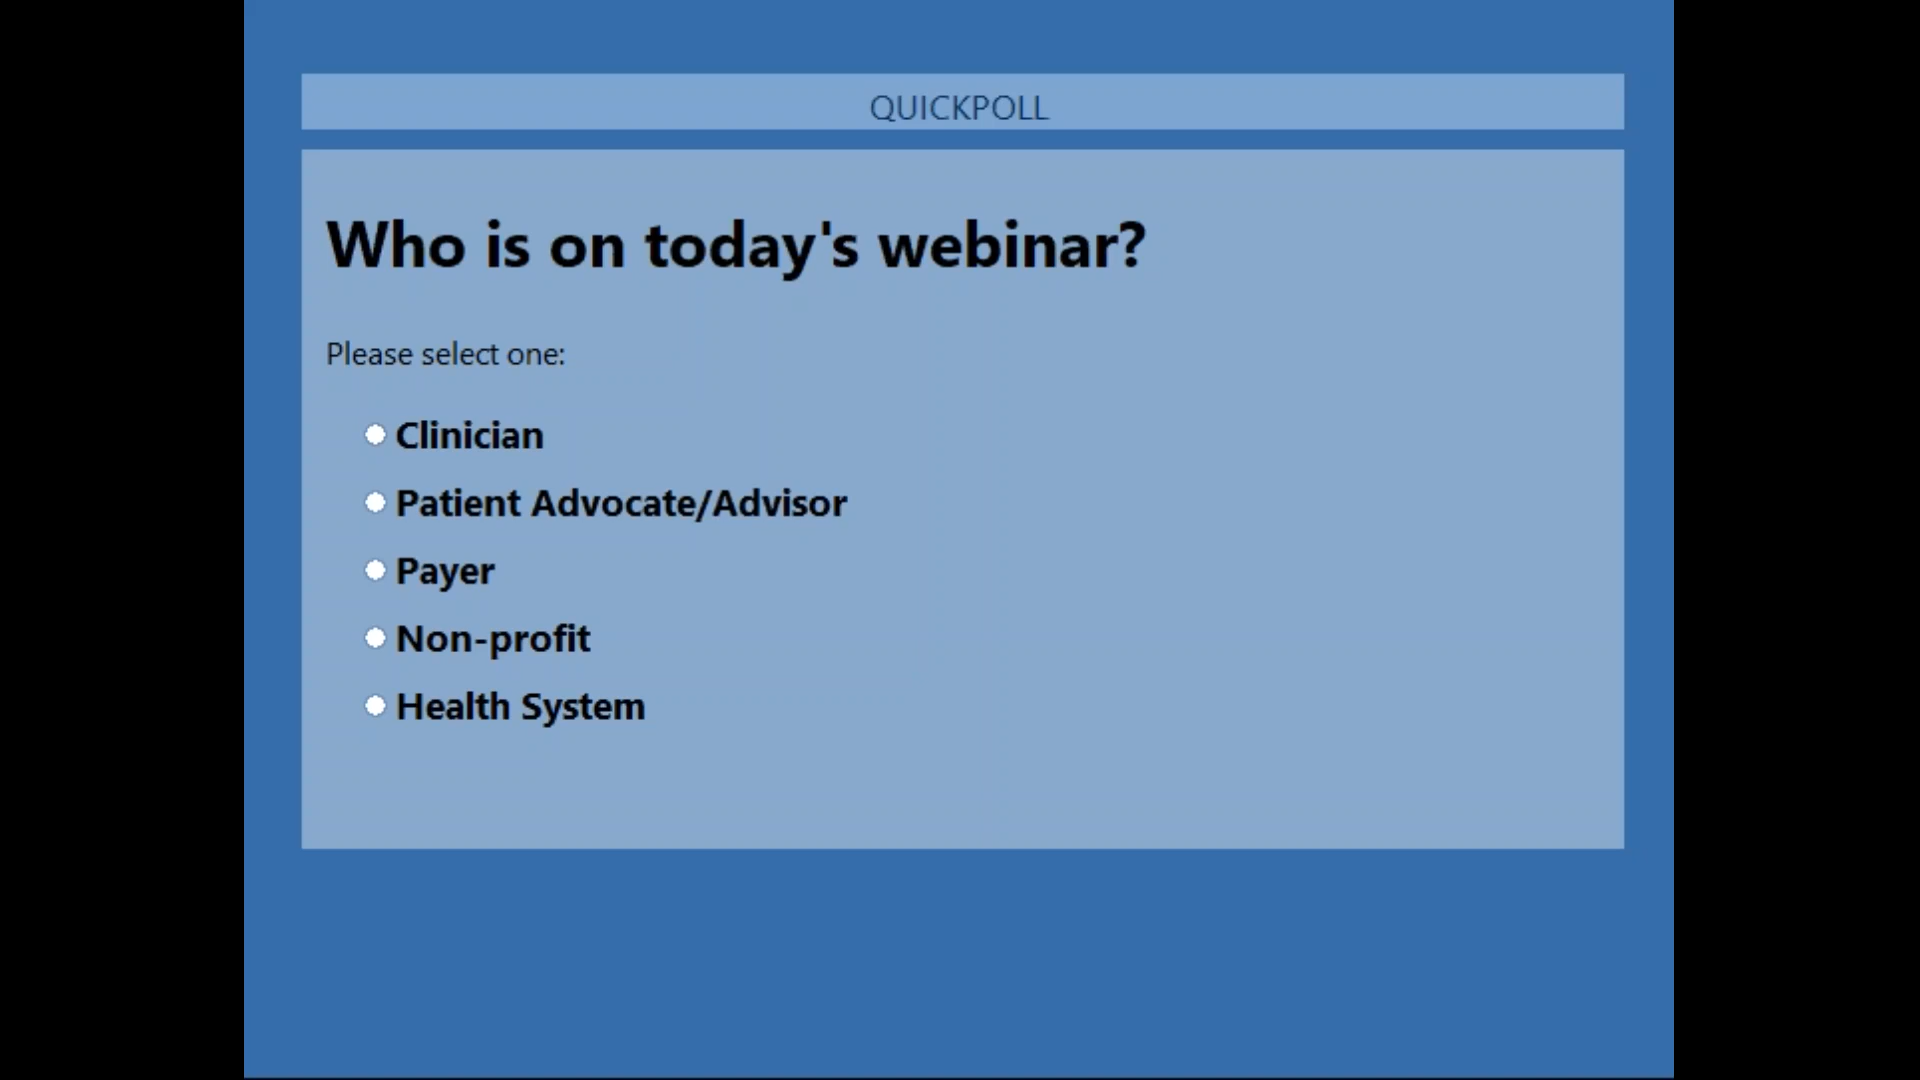 QUICKPOLL
Who is on today's webinar?
Please select one:
Clinician
Patient Advocate/Advisor
Payer
Non-profit
Health System